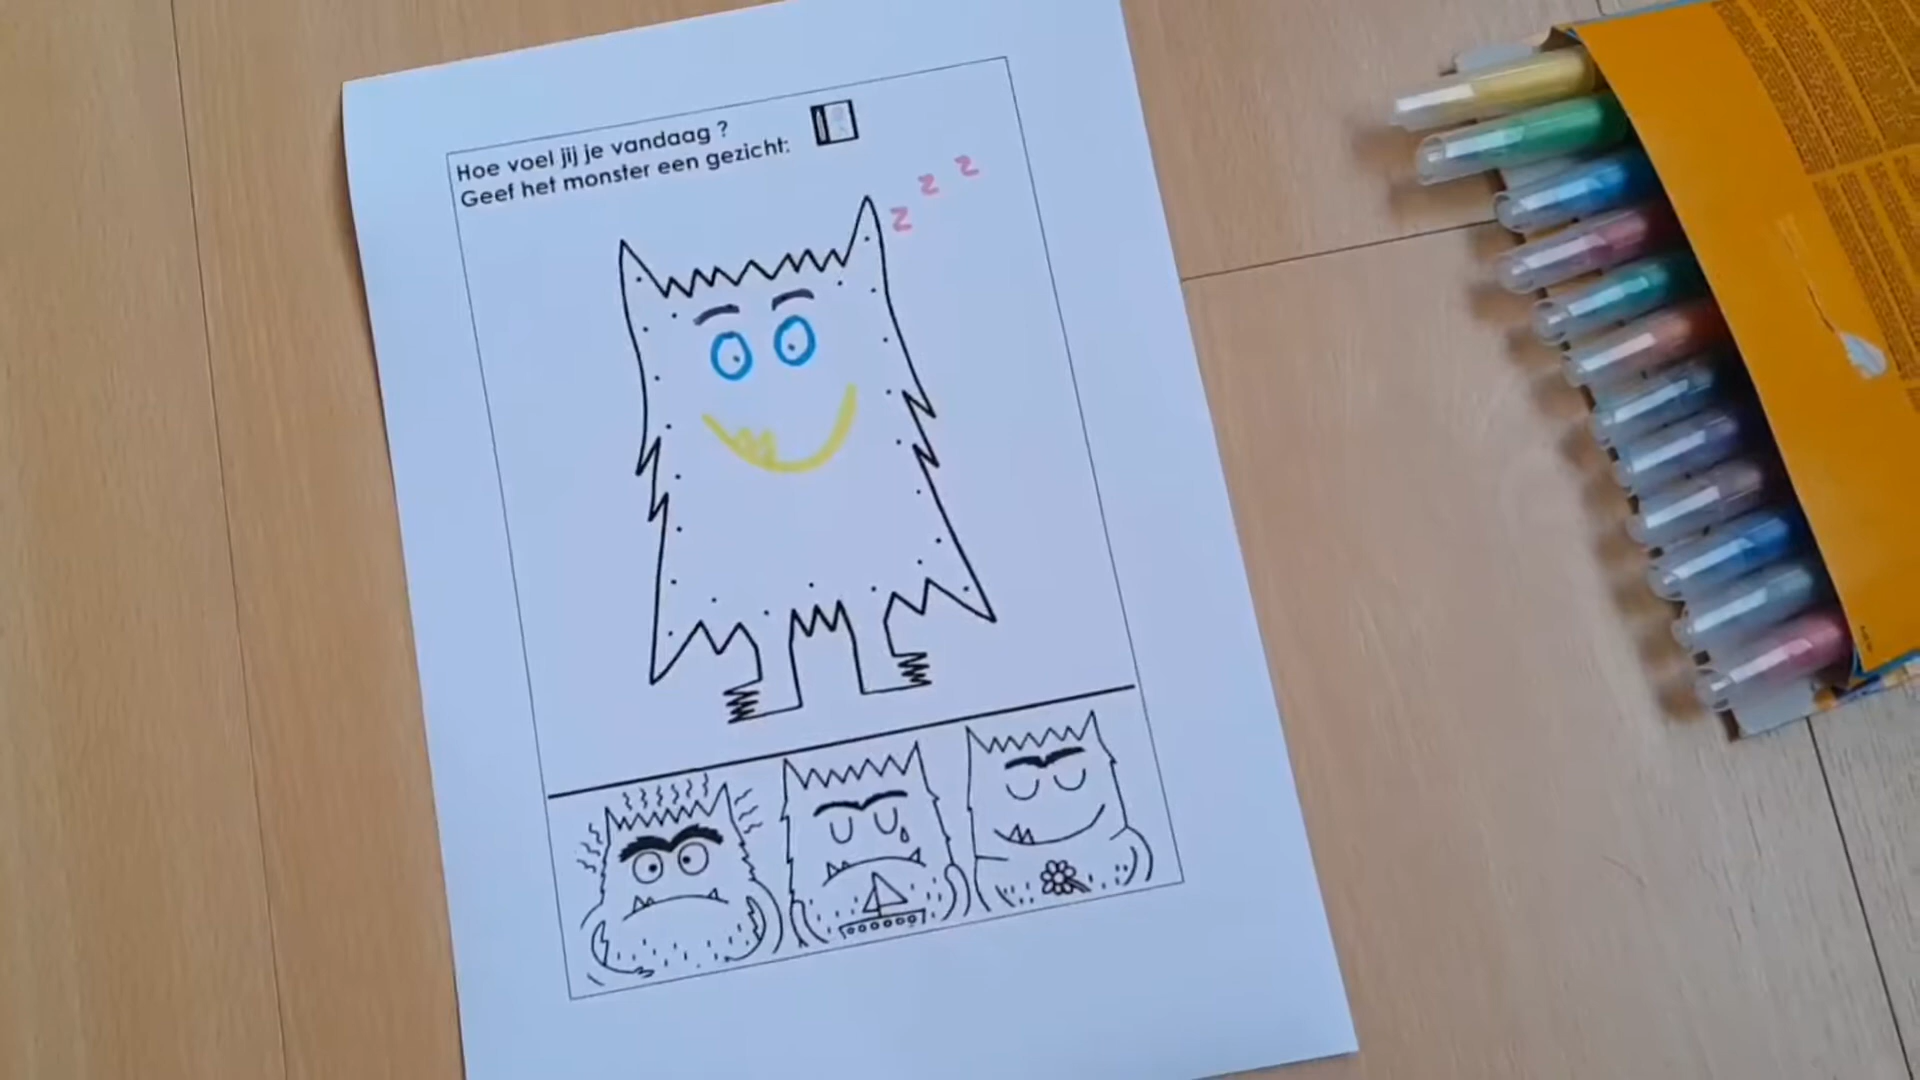 Hoe voel jij je vandaag ?
Geef het monster een gezicht:
z z z